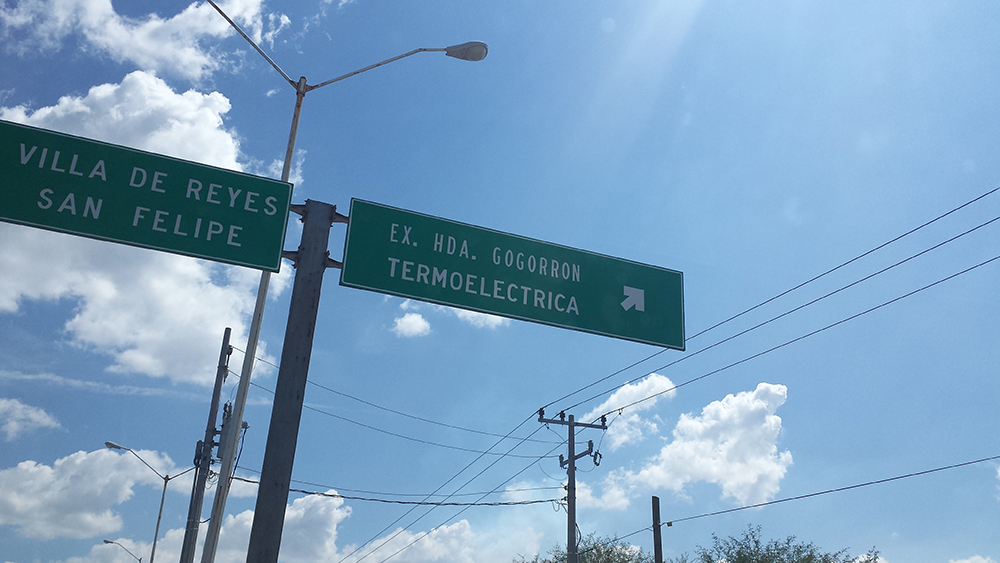 VILLA DE REYES
SAN FELIPE
EX. HDA. GOGORRON
TERMOELECTRICA